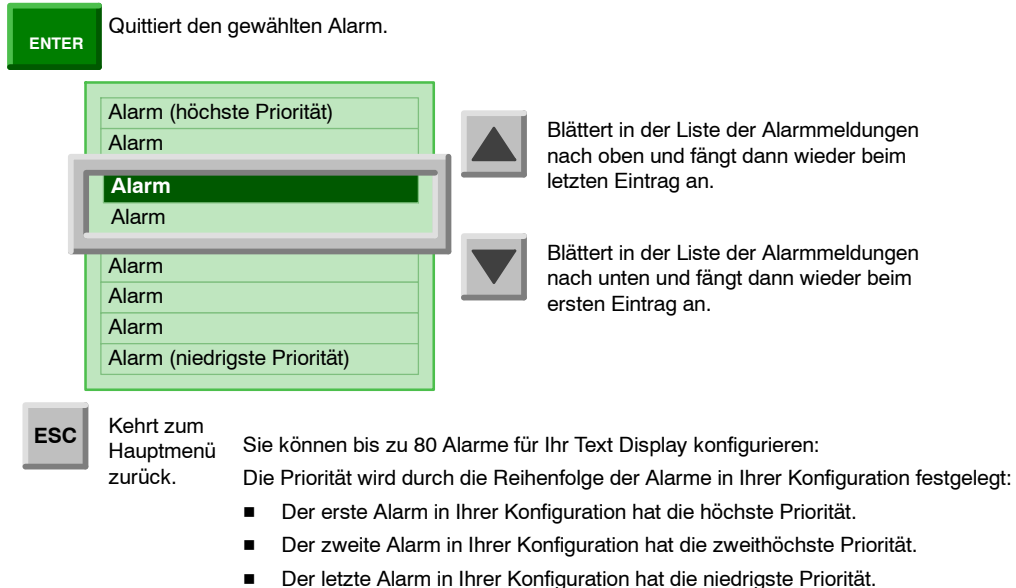 ENTER
Quittiert den gewählten Alarm.
Alarm (höchste Priorität)
Alarm
Alarm
Alarm
Alarm
Alarm
Alarm
Alarm (niedrigste Priorität)
Blättert in der Liste der Alarmmeldungen
nach oben und fängt dann wieder beim
letzten Eintrag an.
Blättert in der Liste der Alarmmeldungen
nach unten und fängt dann wieder beim
ersten Eintrag an.
ESC
Kehrt zum
Hauptmenü
zurück.
Sie können bis zu 80 Alarme für Ihr Text Display konfigurieren:
Die Priorität wird durch die Reihenfolge der Alarme in Ihrer Konfiguration festgelegt:
■ Der erste Alarm in Ihrer Konfiguration hat die höchste Priorität.
■ Der zweite Alarm in Ihrer Konfiguration hat die zweithöchste Priorität.
■ Der letzte Alarm in Ihrer Konfiguration hat die niedrigste Priorität.